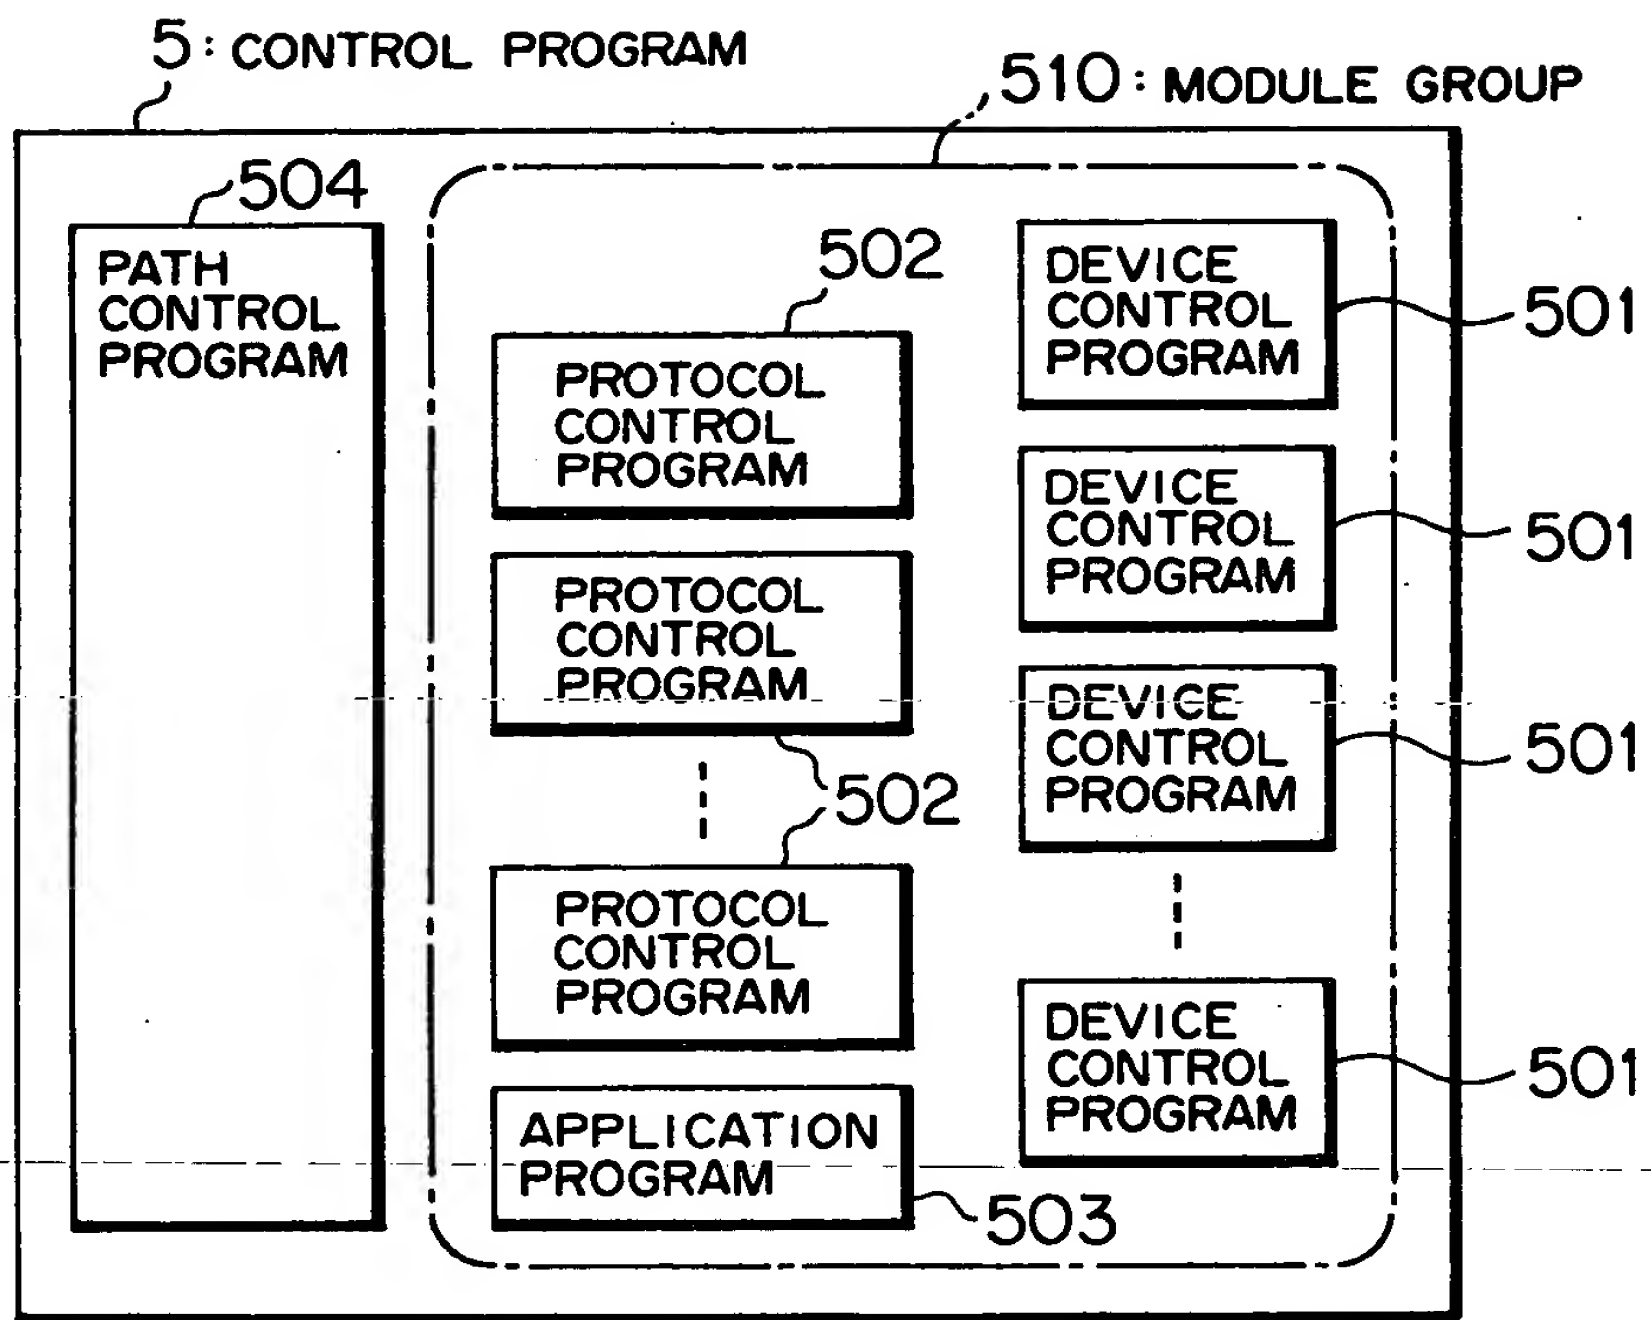 5: CONTROL PROGRAM
510: MODULE GROUP
504
PATH
CONTROL
PROGRAM
502
PROTOCOL
CONTROL
PROGRAM
PROTOCOL
CONTROL
PROGRAM
502
PROTOCOL
CONTROL
PROGRAM
APPLICATION
PROGRAM
503
DEVICE
CONTROL
PROGRAM
501
DEVICE
CONTROL
PROGRAM
501
DEVICE
CONTROL
PROGRAM
501
DEVICE
CONTROL
PROGRAM
501